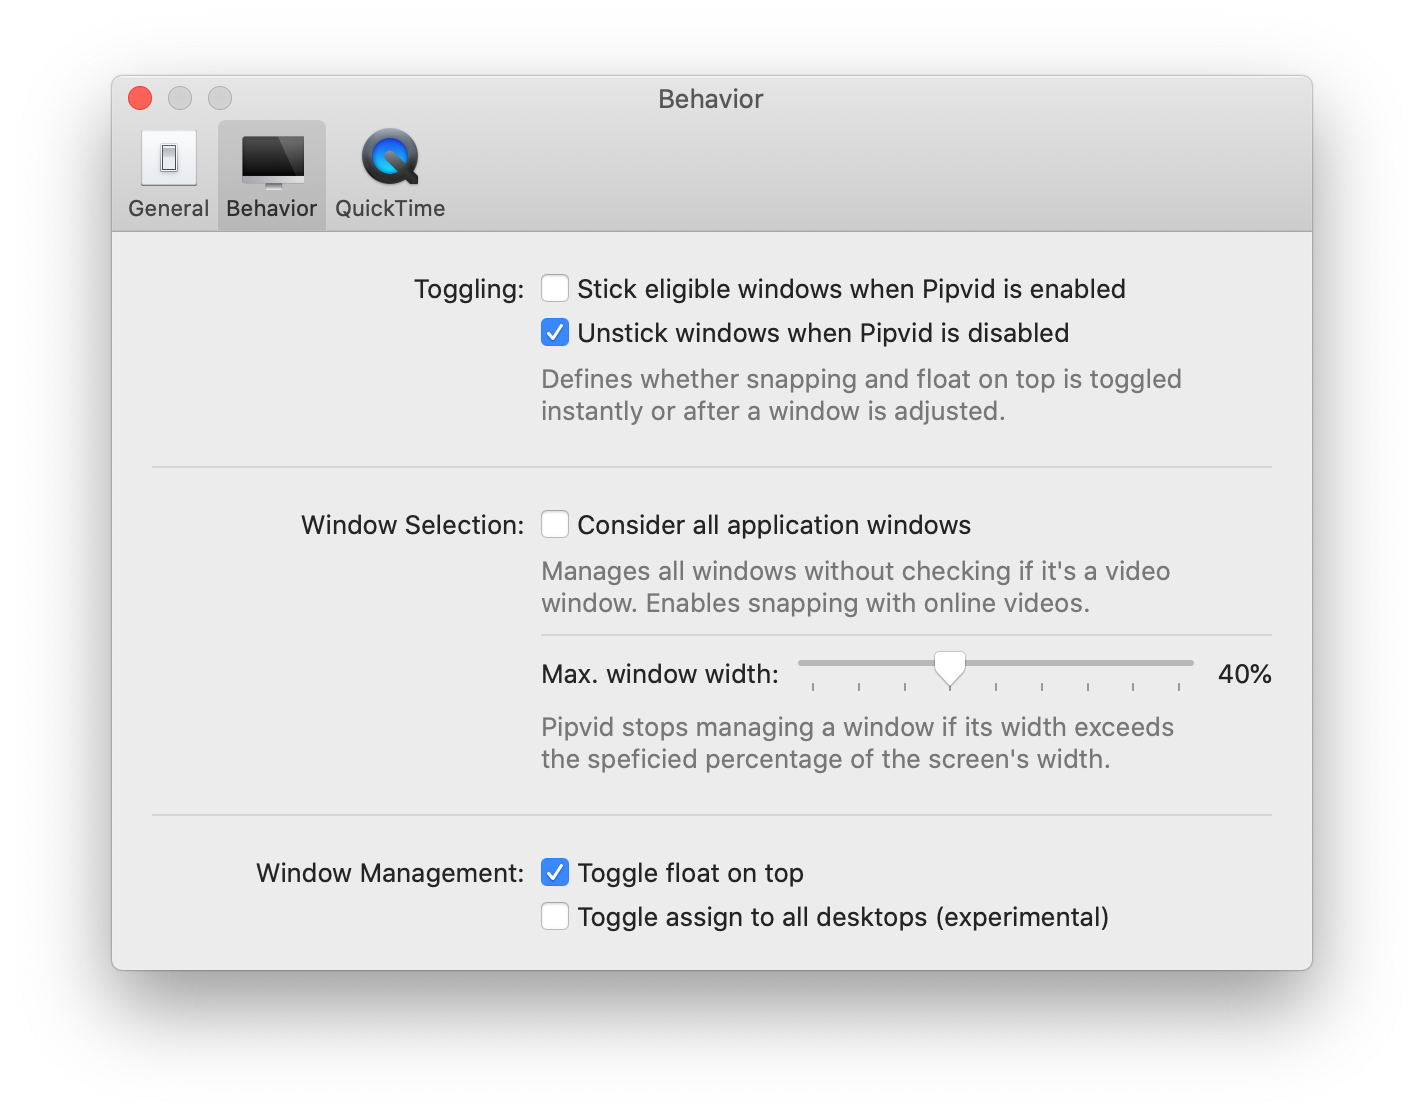 Behavior
General Behavior QuickTime
Toggling: Stick eligible windows when Pipvid is enabled
Unstick windows when Pipvid is disabled
Defines whether snapping and float on top is toggled
instantly or after a window is adjusted.
Window Selection: Consider all application windows
Manages all windows without checking if it's a video
window. Enables snapping with online videos.
Max. window width: 40%
Pipvid stops managing a window if its width exceeds
the speficied percentage of the screen's width.
Window Management: Toggle float on top
Toggle assign to all desktops (experimental)